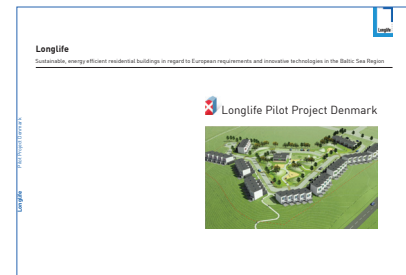 Longlife
Longlife
Sustainable, energy efficient residential buildings in regard to European requirements and innovative technologies in the Baltic Sea Region
Longlife Pilot Project Denmark
Longlife Pilot Project Denmark